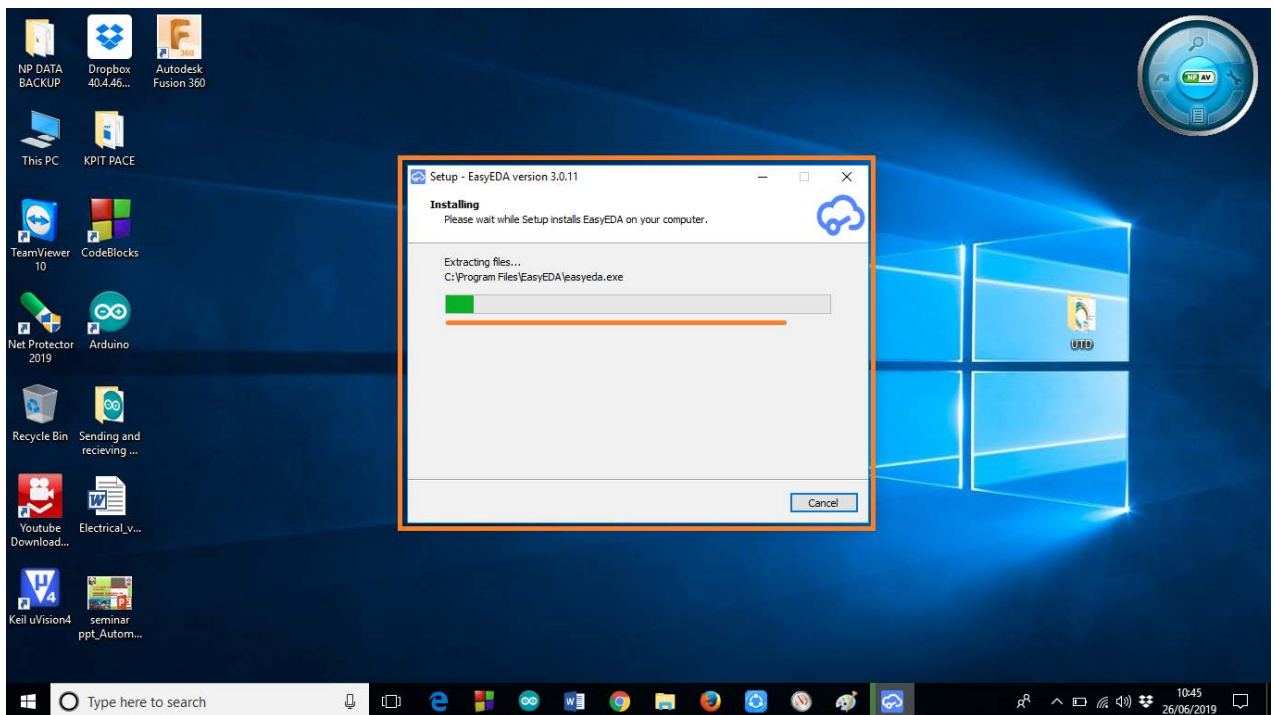 NP DATA
BACKUP
Dropbox
40.4.46...
360
Autodesk
Fusion 360
NP AV
This PC
KPIT PACE
Setup - EasyEDA version 3.0.11
Installing
Please wait while Setup installs EasyEDA on your computer.
Extracting files...
C:\Program Files\EasyEDA\easyeda.exe
Cancel
TeamViewer
10
CodeBlocks
Net Protector
2019
Arduino
UTD
Recycle Bin
Sending and
recieving ...
Youtube
Download...
Electrical_v...
Keil uVision4
seminar
ppt_Autom...
Type here to search
10:45
26/06/2019